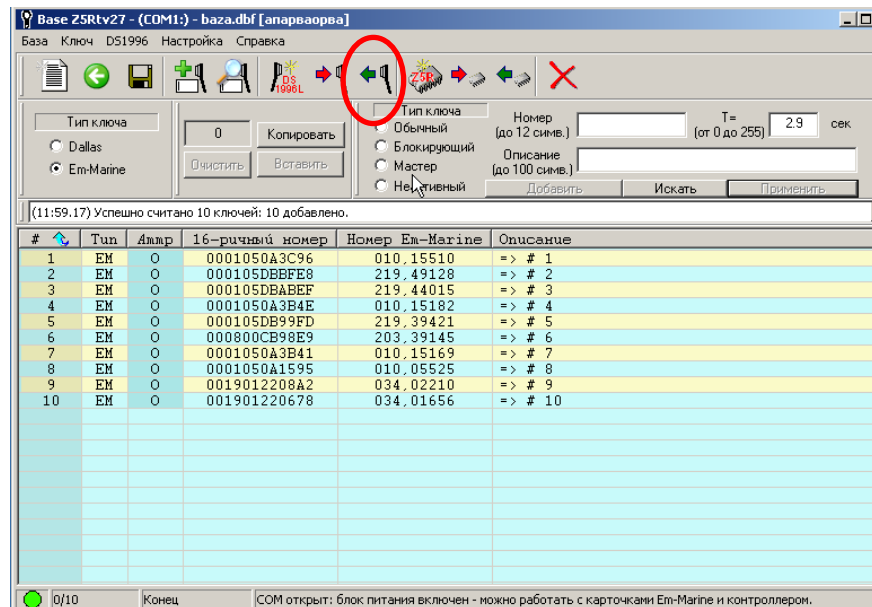 Base Z5Rtv27 - (COM1:) - baza.dbf [апарваорва]
База Ключ DS1996 Настройка Справка
DS
1996L
Z5R
Тип ключа
Dallas
Em-Marine
0
Копировать
Очистить
Вставить
Тип ключа
Обычный
Блокирующий
Мастер
Номер
(до 12 симв.)
T=
(от 0 до 255)
2.9
сек
Описание
(до 100 симв.)
Добавить
Искать
Применить
(11:59.17) Успешно считано 10 ключей: 10 добавлено.
# Тип Аттр 16-ричный номер Номер Em-Marine Описание
1 EM O 0001050A3C96 010,15510 => # 1
2 EM O 000105DBBFE8 219,49128 => # 2
3 EM O 000105DBABEF 219,44015 => # 3
4 EM O 0001050A3B4E 010,15182 => # 4
5 EM O 000105DB99FD 219,39421 => # 5
6 EM O 000800CB98E9 203,39145 => # 6
7 EM O 0001050A3B41 010,15169 => # 7
8 EM O 0001050A1595 010,05525 => # 8
9 EM O 0019012208A2 034,02210 => # 9
10 EM O 001901220678 034,01656 => # 10
0/10
Конец
COM открыт: блок питания включен - можно работать с карточками Em-Marine и контроллером.